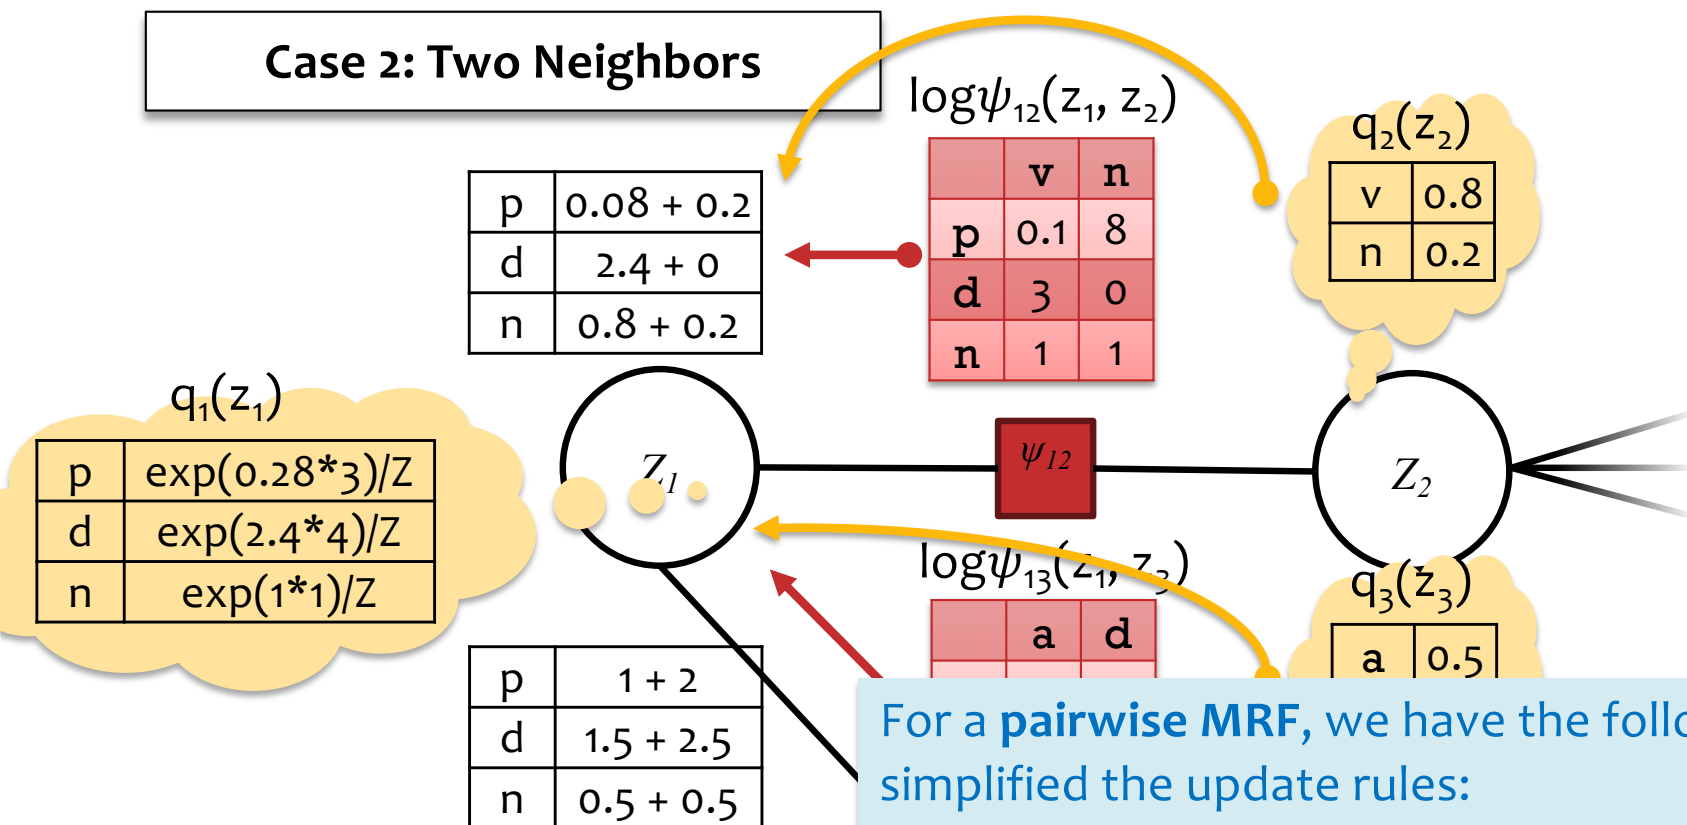 Case 2: Two Neighbors
logψ₁₂(z₁, z₂)
v n
p 0.1 8
d 3 0
n 1 1
q₂(z₂)
v 0.8
n 0.2
p 0.08 + 0.2
d 2.4 + 0
n 0.8 + 0.2
q₁(z₁)
p exp(0.28*3)/Z
d exp(2.4*4)/Z
n exp(1*1)/Z
Z₁
ψ₁₂
Z₂
logψ₁₃(z₁, z₃)
a d
q₃(z₃)
a 0.5
p 1 + 2
d 1.5 + 2.5
n 0.5 + 0.5
For a pairwise MRF, we have the follo
simplified the update rules: